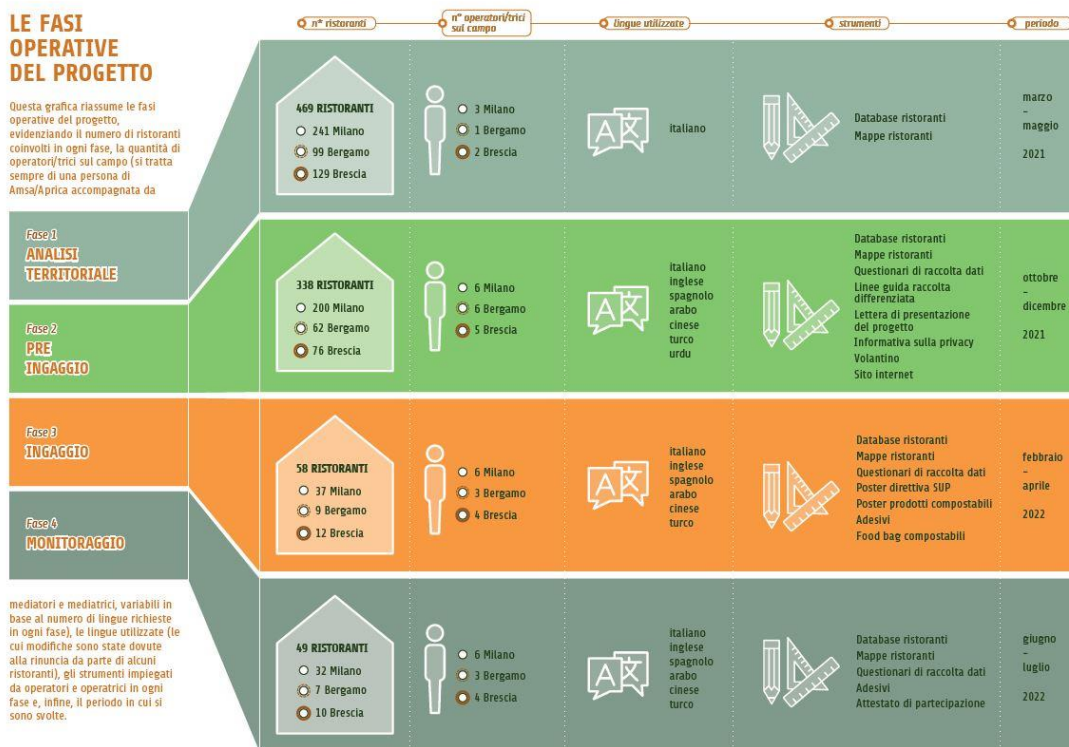 LE FASI
OPERATIVE
DEL PROGETTO
Questa grafica riassume le fasi
operative del progetto,
evidenziando il numero di ristoranti
coinvolti in ogni fase, la quantità di
operatori/trici sul campo (si tratta
sempre di una persona di
Amsa/Aprica accompagnata da
n° ristoranti
n° operatori/trici
sul campo
lingue utilizzate
strumenti
periodo
Fase 1
ANALISI
TERRITORIALE
469 RISTORANTI
241 Milano
99 Bergamo
129 Brescia
3 Milano
1 Bergamo
2 Brescia
A文
italiano
Database ristoranti
Mappe ristoranti
marzo
–
maggio
2021
Fase 2
PRE
INGAGGIO
338 RISTORANTI
200 Milano
62 Bergamo
76 Brescia
6 Milano
6 Bergamo
5 Brescia
A文
italiano
inglese
spagnolo
arabo
cinese
turco
urdu
Database ristoranti
Mappe ristoranti
Questionari di raccolta dati
Linee guida raccolta
differenziata
Lettera di presentazione
del progetto
Informativa sulla privacy
Volantino
Sito internet
ottobre
–
dicembre
2021
Fase 3
INGAGGIO
58 RISTORANTI
37 Milano
9 Bergamo
12 Brescia
6 Milano
3 Bergamo
4 Brescia
A文
italiano
inglese
spagnolo
arabo
cinese
turco
Database ristoranti
Mappe ristoranti
Questionari di raccolta dati
Poster direttiva SUP
Poster prodotti compostabili
Adesivi
Food bag compostabili
febbraio
–
aprile
2022
Fase 4
MONITORAGGIO
49 RISTORANTI
32 Milano
7 Bergamo
10 Brescia
6 Milano
3 Bergamo
4 Brescia
A文
italiano
inglese
spagnolo
arabo
cinese
turco
Database ristoranti
Mappe ristoranti
Questionari di raccolta dati
Adesivi
Attestato di partecipazione
giugno
–
luglio
2022
mediatori e mediatrici, variabili in
base al numero di lingue richieste
in ogni fase), le lingue utilizzate (le
cui modifiche sono state dovute
alla rinuncia da parte di alcuni
ristoranti), gli strumenti impiegati
da operatori e operatrici in ogni
fase e, infine, il periodo in cui si
sono svolte.